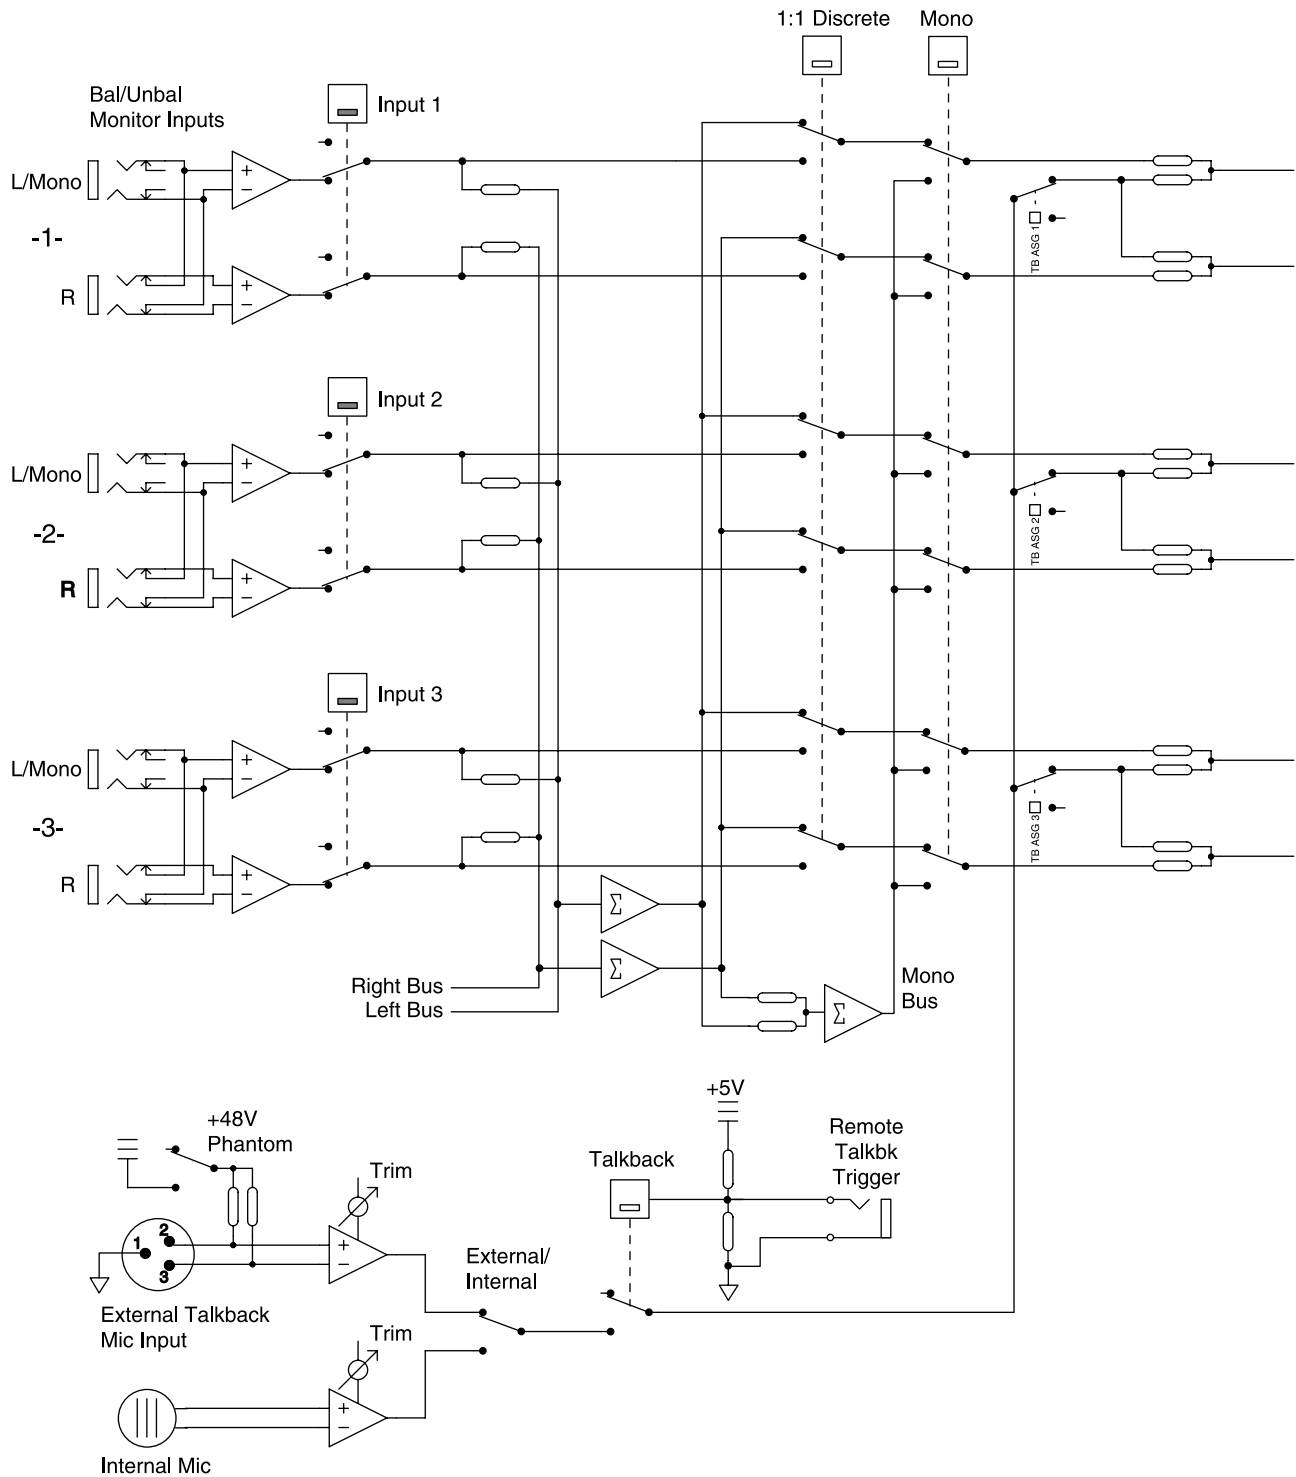 1:1 Discrete Mono
Bal/Unbal
Monitor Inputs
Input 1
L/Mono
+
−
-1-
TB ASG 1
R
+
−
Input 2
L/Mono
+
−
-2-
TB ASG 2
R
+
−
Input 3
L/Mono
+
−
-3-
TB ASG 3
R
+
−
Σ
Σ
Right Bus
Left Bus
Σ
Mono
Bus
+5V
+48V
Phantom
Remote
Talkbk
Trigger
Talkback
Trim
1 2 3
+
−
External/
Internal
External Talkback
Mic Input
Trim
+
−
Internal Mic